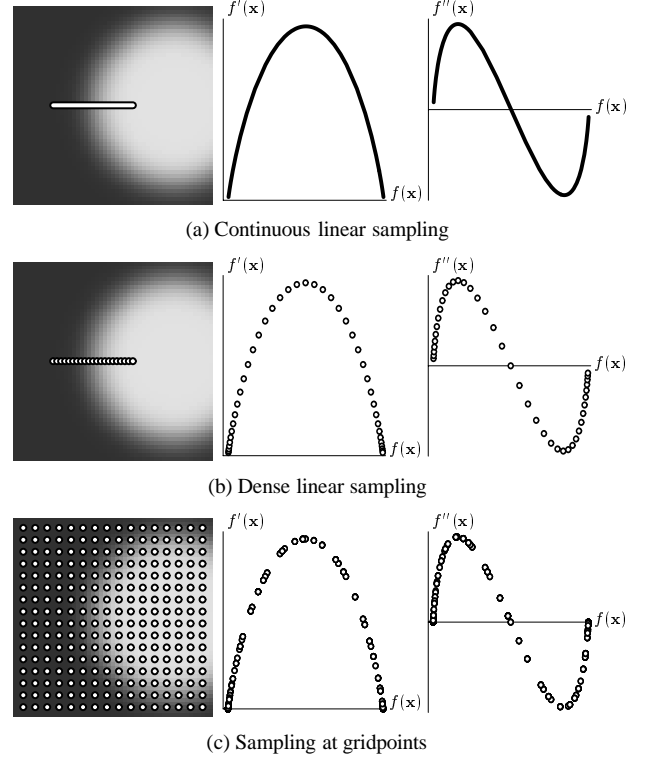 f′(x) f″(x)
f(x)
f(x)
(a) Continuous linear sampling
f′(x) f″(x)
f(x)
f(x)
(b) Dense linear sampling
f′(x) f″(x)
f(x)
f(x)
(c) Sampling at gridpoints